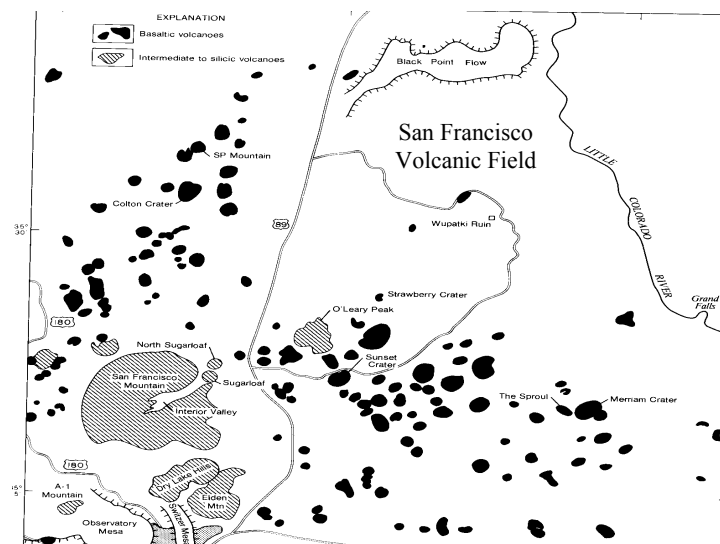 EXPLANATION
Basaltic volcanoes
Intermediate to silicic volcanoes
Black Point Flow
San Francisco
Volcanic Field
SP Mountain
LITTLE
COLORADO
RIVER
Colton Crater
89
Wupatki Ruin
35
30
Strawberry Crater
Grand
Falls
O'Leary Peak
180
North Sugarloaf
Sunset
Crater
San Francisco
Mountain
Sugarloaf
The Sproul
Merriam Crater
Interior Valley
180
Dry Lake Hills
A-1
Mountain
Elden
Mtn
Switzer Mesa
Observatory
Mesa